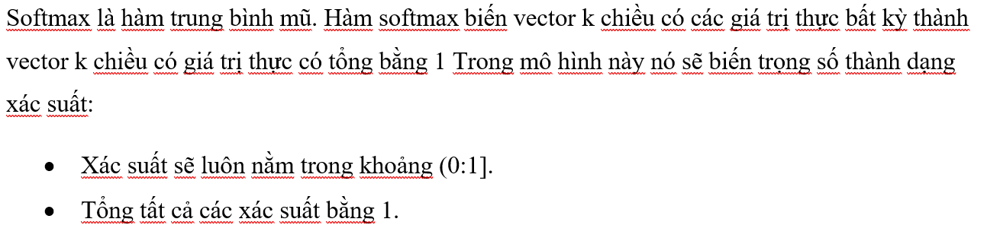 Softmax là hàm trung bình mũ. Hàm softmax biến vector k chiều có các giá trị thực bất kỳ thành
vector k chiều có giá trị thực có tổng bằng 1 Trong mô hình này nó sẽ biến trọng số thành dạng
xác suất:
• Xác suất sẽ luôn nằm trong khoảng (0:1].
• Tổng tất cả các xác suất bằng 1.